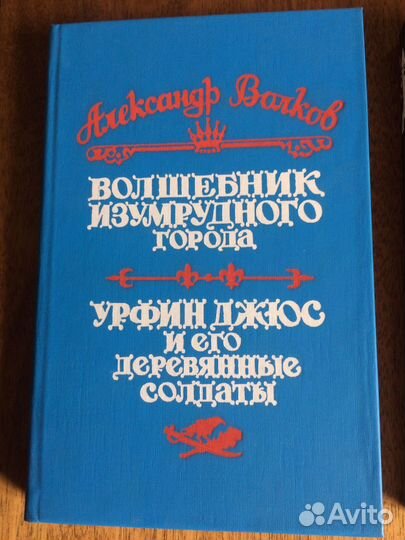 Александр Волков
ВОЛШЕБНИК
ИЗУМРУДНОГО
ГОРОДА
УРФИН ДЖЮС
И ЕГО
ДЕРЕВЯННЫЕ
СОЛДАТЫ
Avito